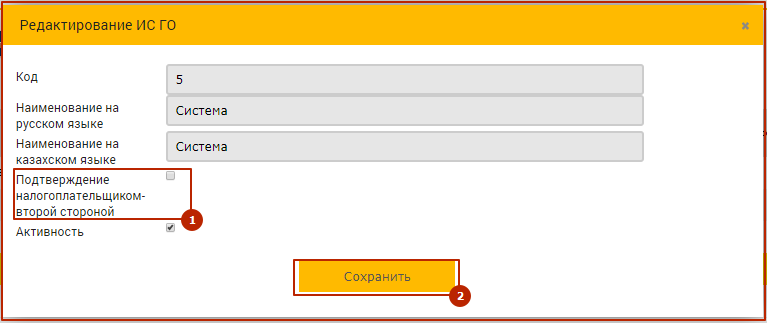 Редактирование ИС ГО
×
Код
5
Наименование на
русском языке
Система
Наименование на
казахском языке
Система
Подтверждение
налогоплательщиком-
второй стороной
1
Активность
Сохранить
2